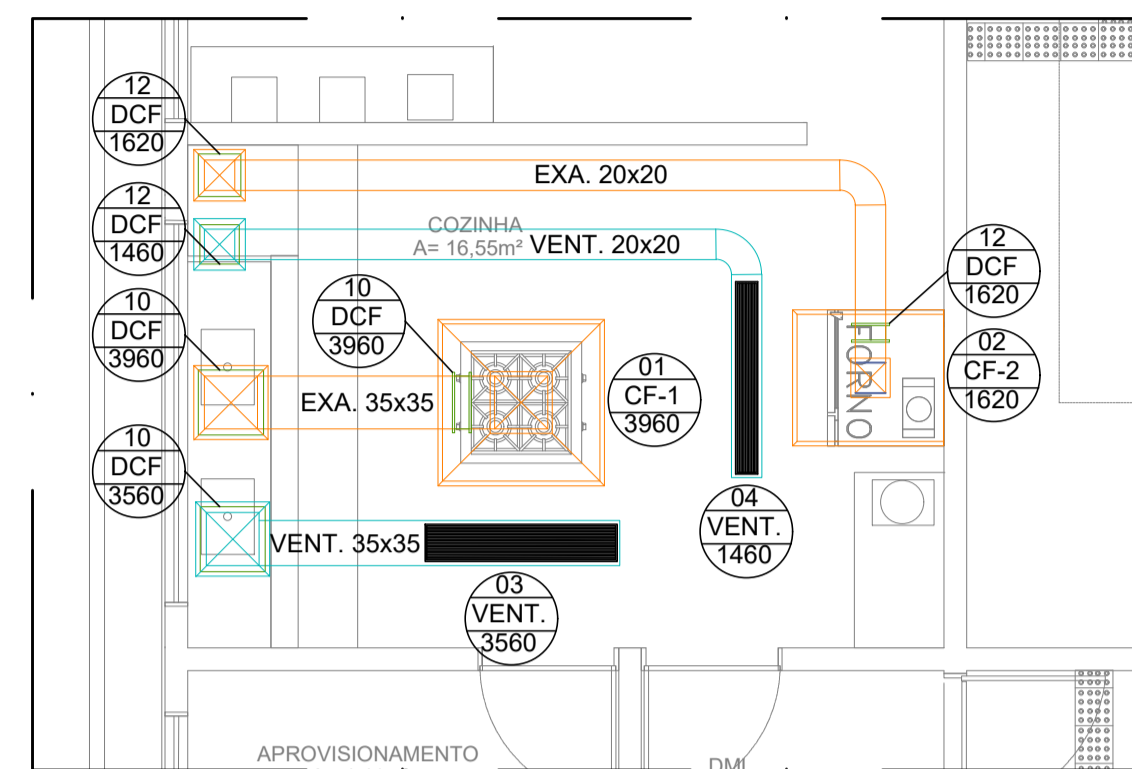 12
DCF
1620
EXA. 20x20
12
DCF
1460
COZINHA
A= 16,55m²
VENT. 20x20
12
DCF
1620
10
DCF
3960
10
DCF
3960
EXA. 35x35
01
CF-1
3960
FORNO
02
CF-2
1620
10
DCF
3560
VENT. 35x35
04
VENT.
1460
03
VENT.
3560
APROVISIONAMENTO
DML